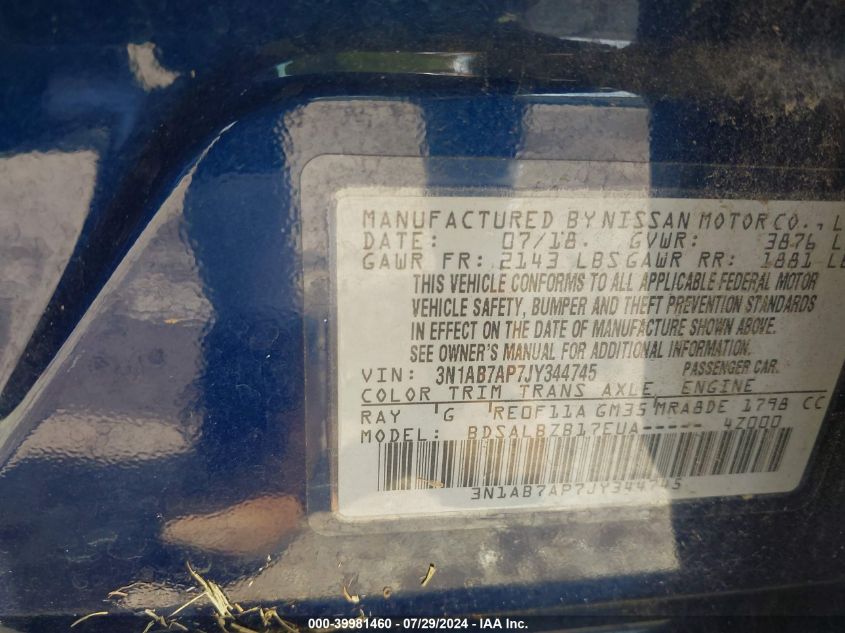 MANUFACTURED BY NISSAN MOTOR CO., L
DATE: 07/18 GVWR: 3876 L
GAWR FR: 2143 LBS GAWR RR: 1881 LB
THIS VEHICLE CONFORMS TO ALL APPLICABLE FEDERAL MOTOR
VEHICLE SAFETY, BUMPER AND THEFT PREVENTION STANDARDS
IN EFFECT ON THE DATE OF MANUFACTURE SHOWN ABOVE.
SEE OWNER'S MANUAL FOR ADDITIONAL INFORMATION.
VIN: 3N1AB7AP7JY344745 PASSENGER CAR.
COLOR TRIM TRANS AXLE ENGINE
RAY G RE0F11A GM35 MRA8DE 1798 CC
MODEL: BDSALBZB17EUA----- 4Z000
3N1AB7AP7JY344745
000-39981460 - 07/29/2024 - IAA Inc.